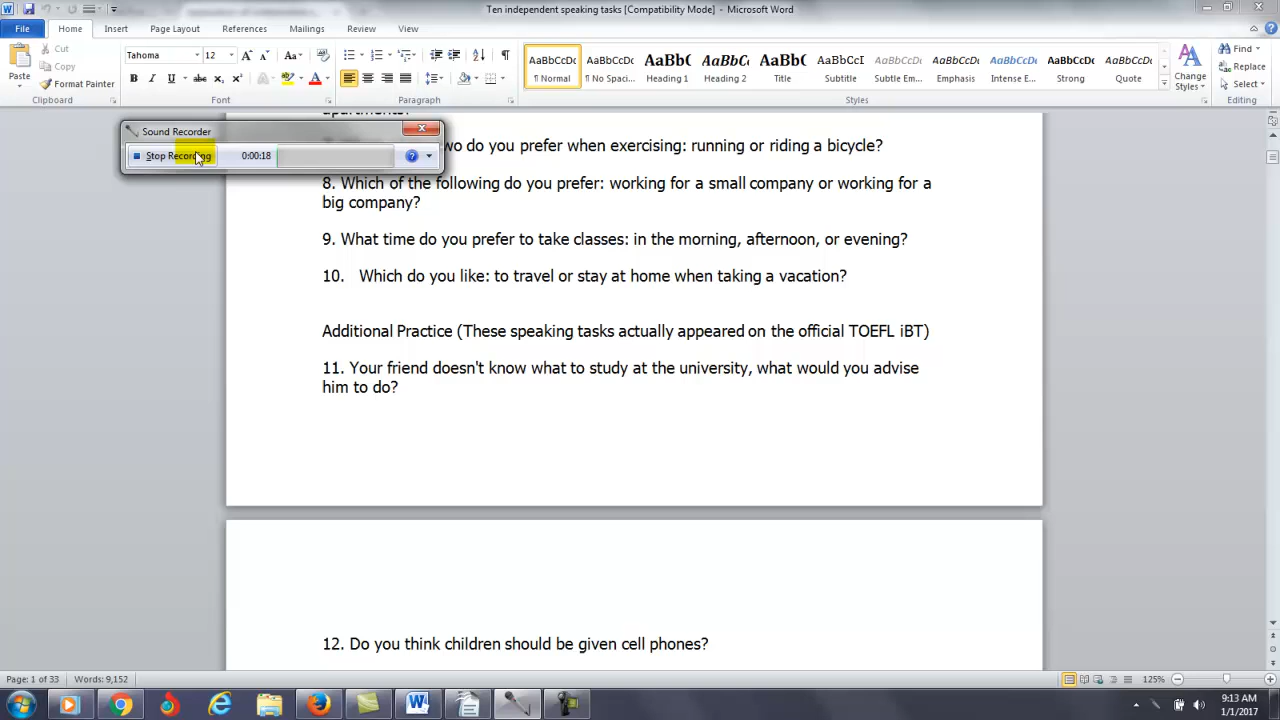 Ten independent speaking tasks [Compatibility Mode] - Microsoft Word
File Home Insert Page Layout References Mailings Review View
Paste
Cut
Copy
Format Painter
Clipboard
Tahoma 12
Font
Paragraph
AaBbCcDc AaBbCcDc AaBbC AaBbCc AaBbC AaBbCcI AaBbCcDc AaBbCcDc AaBbCcDc AaBbCcDc AaBbCcDc
¶ Normal ¶ No Spaci... Heading 1 Heading 2 Title Subtitle Subtle Em... Emphasis Intense E... Strong Quote
Change
Styles
Styles
Find
Replace
Select
Editing
Sound Recorder
Stop Recording 0:00:18
apartments?
wo do you prefer when exercising: running or riding a bicycle?
8. Which of the following do you prefer: working for a small company or working for a
big company?
9. What time do you prefer to take classes: in the morning, afternoon, or evening?
10. Which do you like: to travel or stay at home when taking a vacation?
Additional Practice (These speaking tasks actually appeared on the official TOEFL iBT)
11. Your friend doesn't know what to study at the university, what would you advise
him to do?
12. Do you think children should be given cell phones?
Page: 1 of 33 Words: 9,152 125%
9:13 AM
1/1/2017